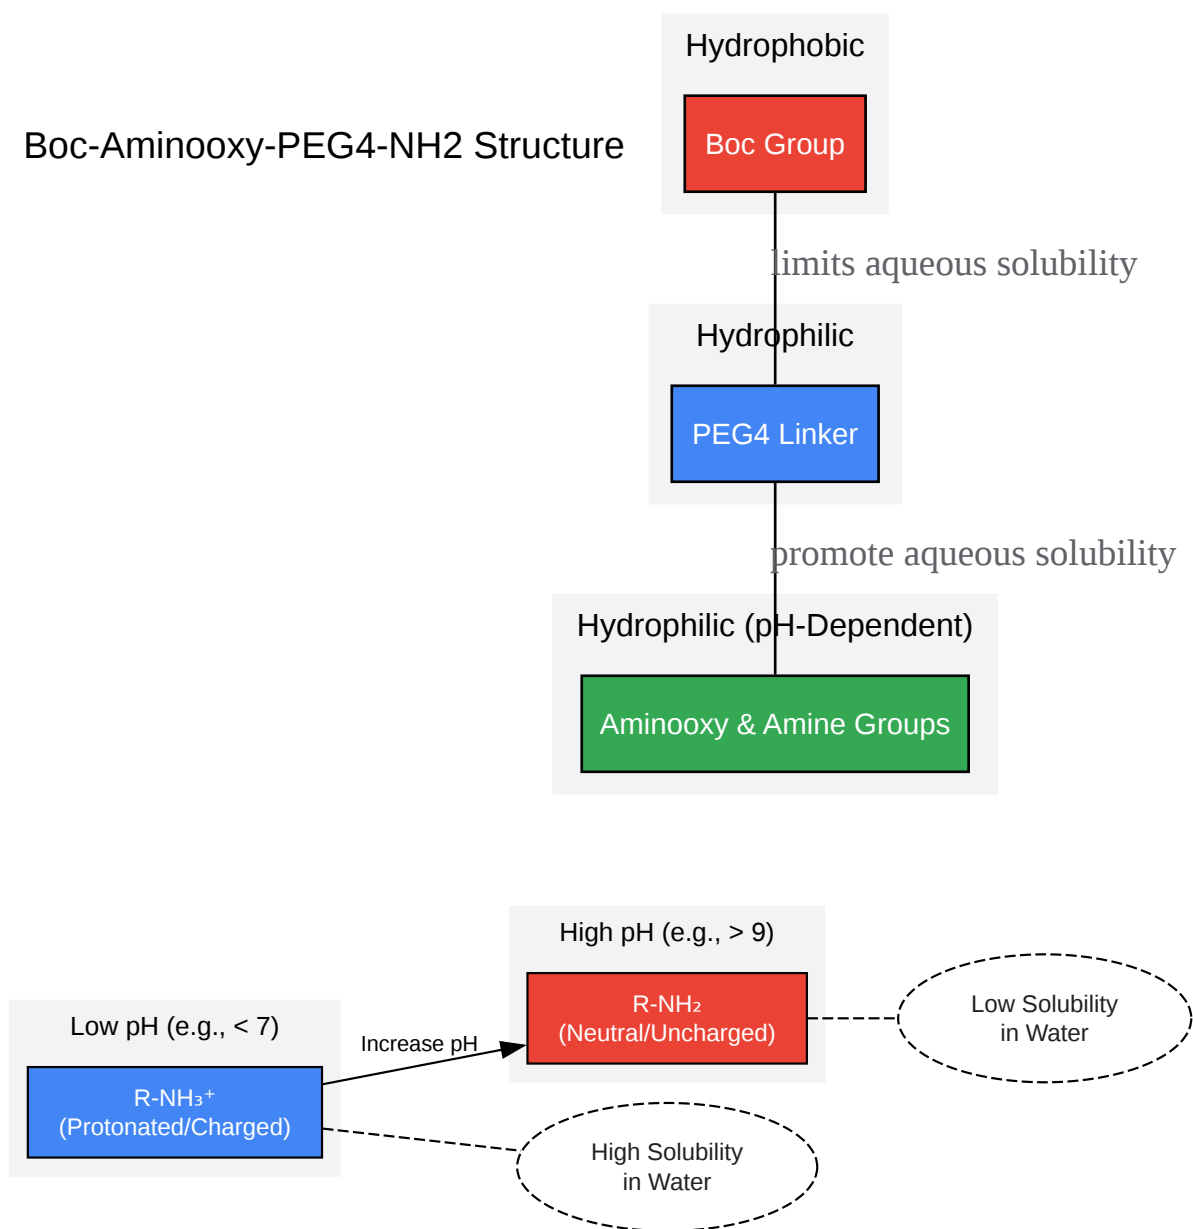 Hydrophobic
Boc-Aminooxy-PEG4-NH2 Structure
Boc Group
limits aqueous solubility
Hydrophilic
PEG4 Linker
promote aqueous solubility
Hydrophilic (pH-Dependent)
Aminooxy & Amine Groups
High pH (e.g., > 9)
R-NH₂
(Neutral/Uncharged)
Low Solubility
in Water
Low pH (e.g., < 7)
Increase pH
R-NH₃⁺
(Protonated/Charged)
High Solubility
in Water